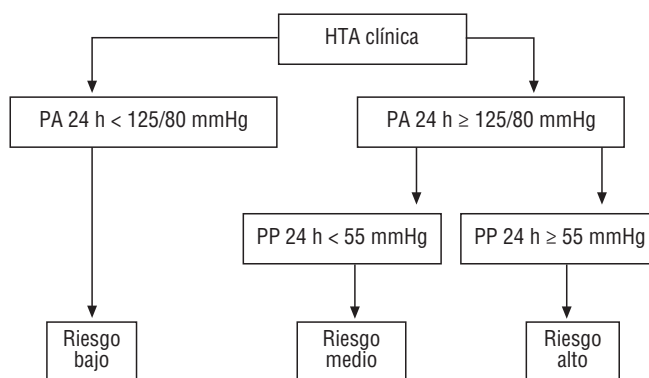 HTA clínica
PA 24 h < 125/80 mmHg
PA 24 h ≥ 125/80 mmHg
PP 24 h < 55 mmHg
PP 24 h ≥ 55 mmHg
Riesgo
bajo
Riesgo
medio
Riesgo
alto